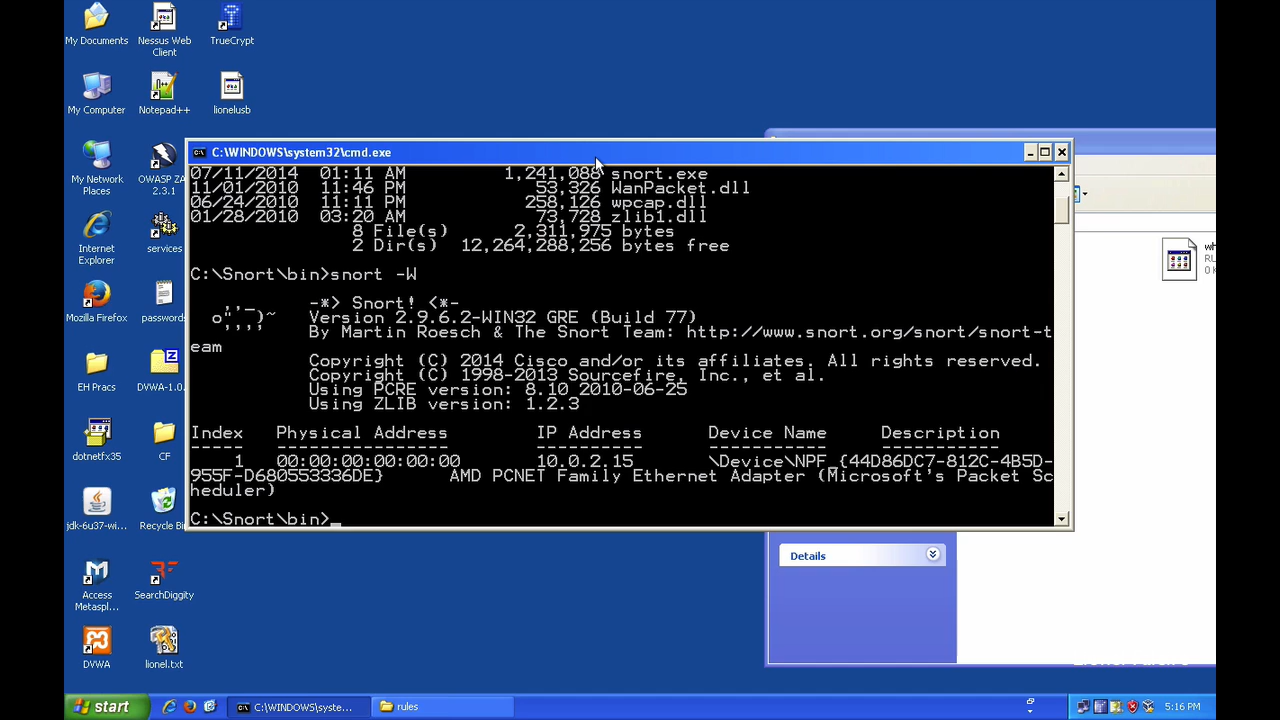 My Documents
Nessus Web
Client
TrueCrypt
My Computer
Notepad++
lionelusb
My Network
Places
OWASP ZA...
2.3.1
Internet
Explorer
services
Mozilla Firefox
passwords
EH Pracs
DVWA-1.0.
dotnetfx35
CF
jdk-6u37-wi...
Recycle Bin
Access
Metaspl...
SearchDiggity
DVWA
lionel.txt
C:\WINDOWS\system32\cmd.exe
07/11/2014 01:11 AM 1,241,088 snort.exe
11/01/2010 11:46 PM 53,326 WanPacket.dll
06/24/2010 11:11 PM 258,126 wpcap.dll
01/28/2010 03:20 AM 73,728 zlib1.dll
8 File(s) 2,311,975 bytes
2 Dir(s) 12,264,288,256 bytes free
C:\Snort\bin>snort -W
,,_ -*> Snort! <*-
o" )~ Version 2.9.6.2-WIN32 GRE (Build 77)
'''' By Martin Roesch & The Snort Team: http://www.snort.org/snort/snort-t
eam
Copyright (C) 2014 Cisco and/or its affiliates. All rights reserved.
Copyright (C) 1998-2013 Sourcefire, Inc., et al.
Using PCRE version: 8.10 2010-06-25
Using ZLIB version: 1.2.3
Index Physical Address IP Address Device Name Description
----- ---------------- ---------- ----------- -----------
1 00:00:00:00:00:00 10.0.2.15 \Device\NPF_{44D86DC7-812C-4B5D-
955F-D680553336DE} AMD PCNET Family Ethernet Adapter (Microsoft's Packet Sc
heduler)
C:\Snort\bin>_
Details
start
C:\WINDOWS\syste...
rules
5:16 PM